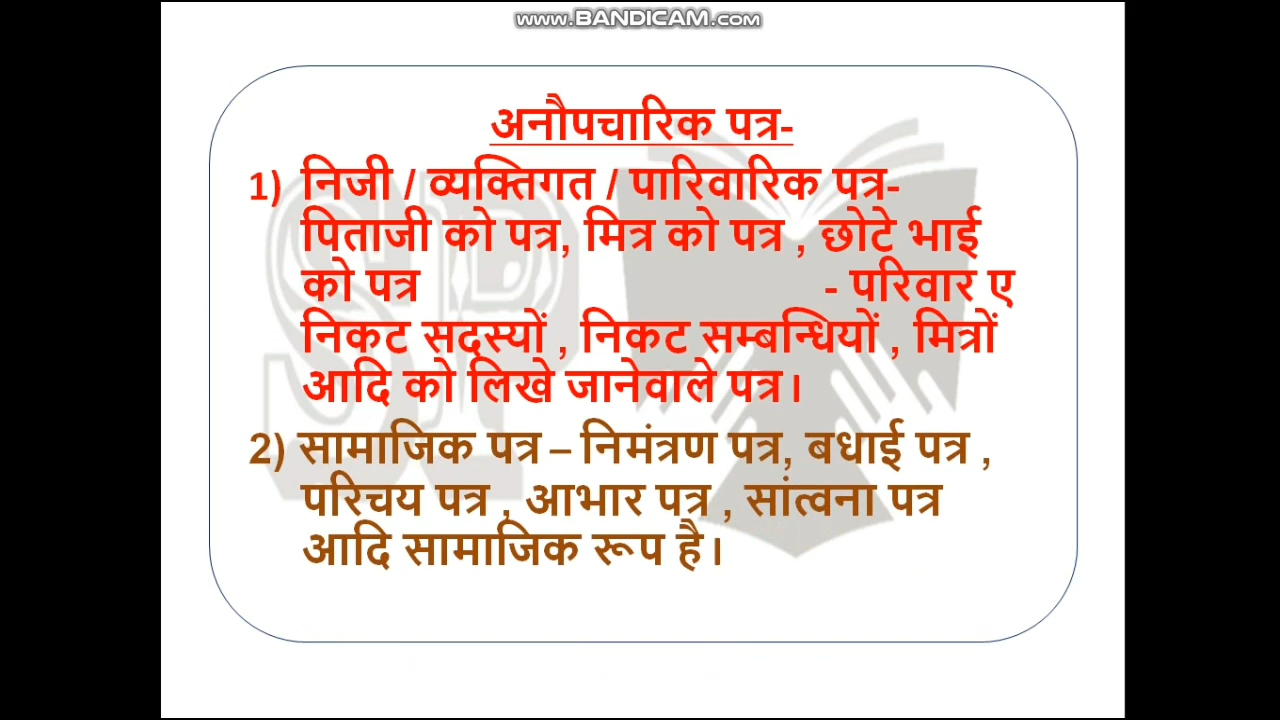 www.BANDICAM.com
अनौपचारिक पत्र-
1) निजी / व्यक्तिगत / पारिवारिक पत्र-
पिताजी को पत्र, मित्र को पत्र , छोटे भाई
को पत्र - परिवार ए
निकट सदस्यों , निकट सम्बन्धियों , मित्रों
आदि को लिखे जानेवाले पत्र।
2) सामाजिक पत्र – निमंत्रण पत्र, बधाई पत्र ,
परिचय पत्र , आभार पत्र , सांत्वना पत्र
आदि सामाजिक रूप है।
SP